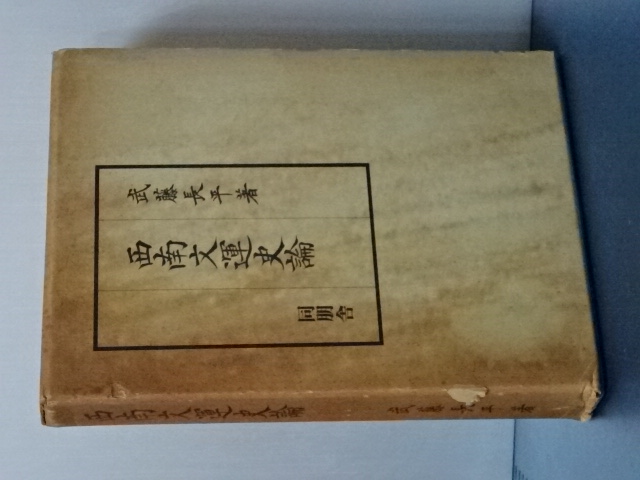 武藤長平著
西南文運史論
同朋舎
西南文運史論
武藤長平 著